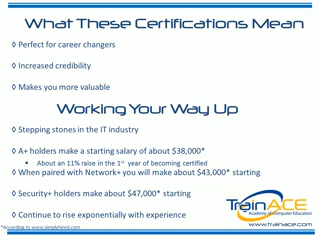 What These Certifications Mean
◊ Perfect for career changers
◊ Increased credibility
◊ Makes you more valuable
Working Your Way Up
◊ Stepping stones in the IT industry
◊ A+ holders make a starting salary of about $38,000*
▪ About an 11% raise in the 1st year of becoming certified
◊ When paired with Network+ you will make about $43,000* starting
◊ Security+ holders make about $47,000* starting
◊ Continue to rise exponentially with experience
TrainACE
Academy of Computer Education
www.trainace.com
*According to www.simplyhired.com